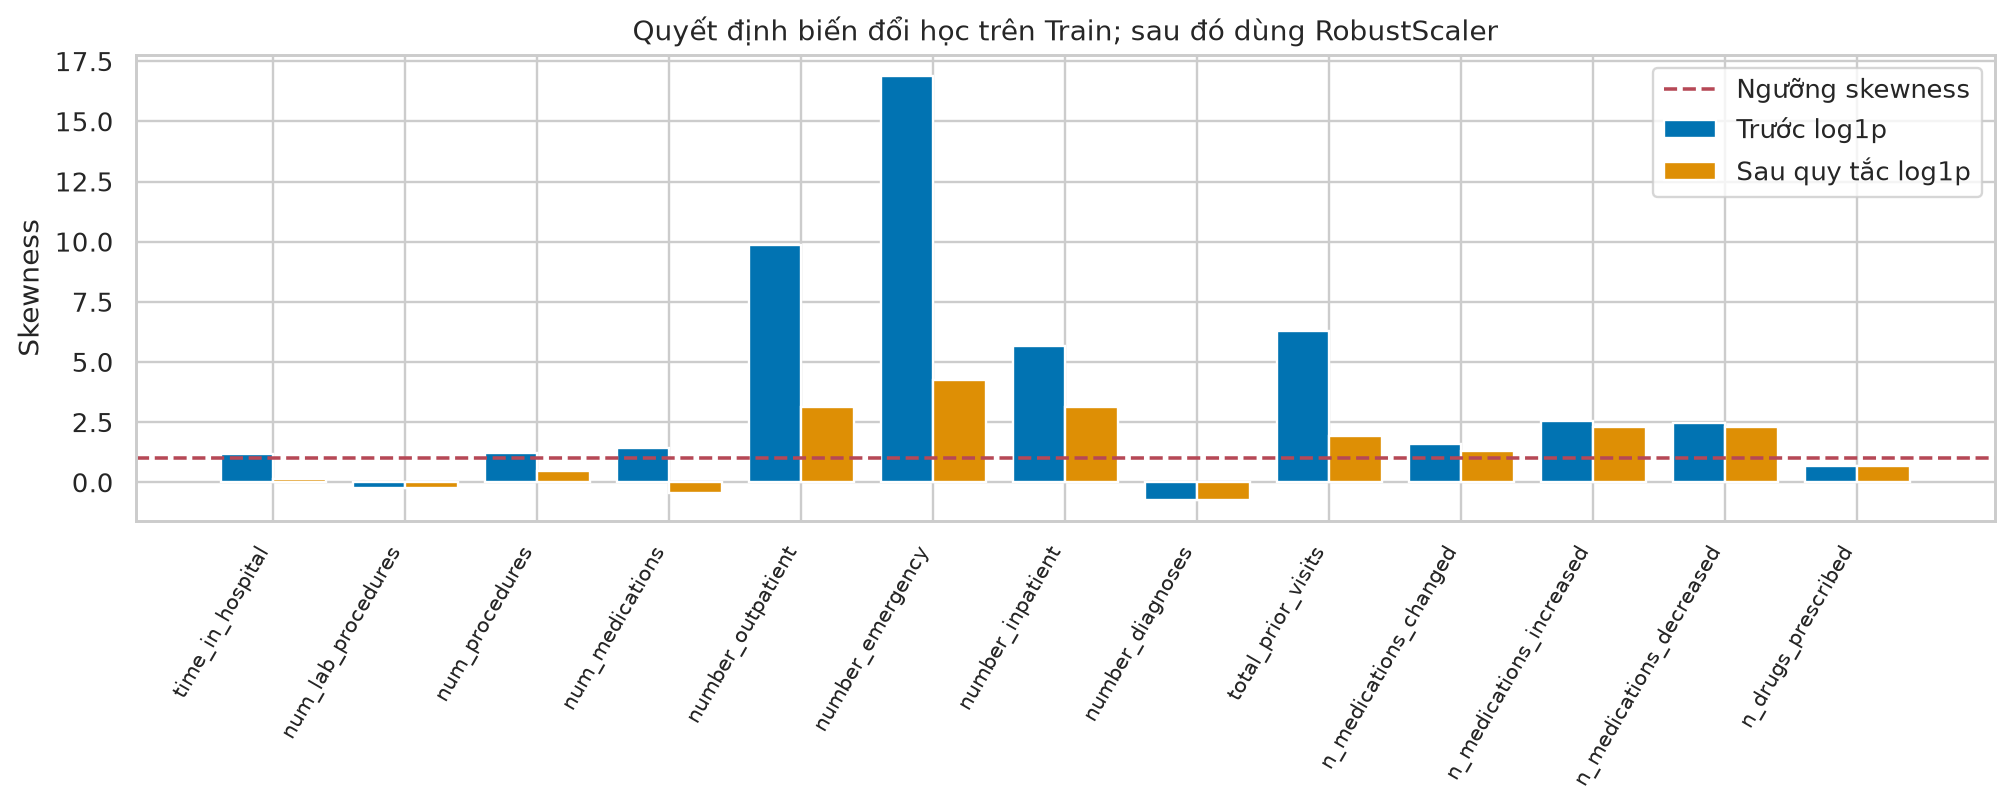 Quyết định biến đổi học trên Train; sau đó dùng RobustScaler
17.5
15.0
12.5
10.0
7.5
5.0
2.5
0.0
Skewness
Ngưỡng skewness
Trước log1p
Sau quy tắc log1p
time_in_hospital
num_lab_procedures
num_procedures
num_medications
number_outpatient
number_emergency
number_inpatient
number_diagnoses
total_prior_visits
n_medications_changed
n_medications_increased
n_medications_decreased
n_drugs_prescribed